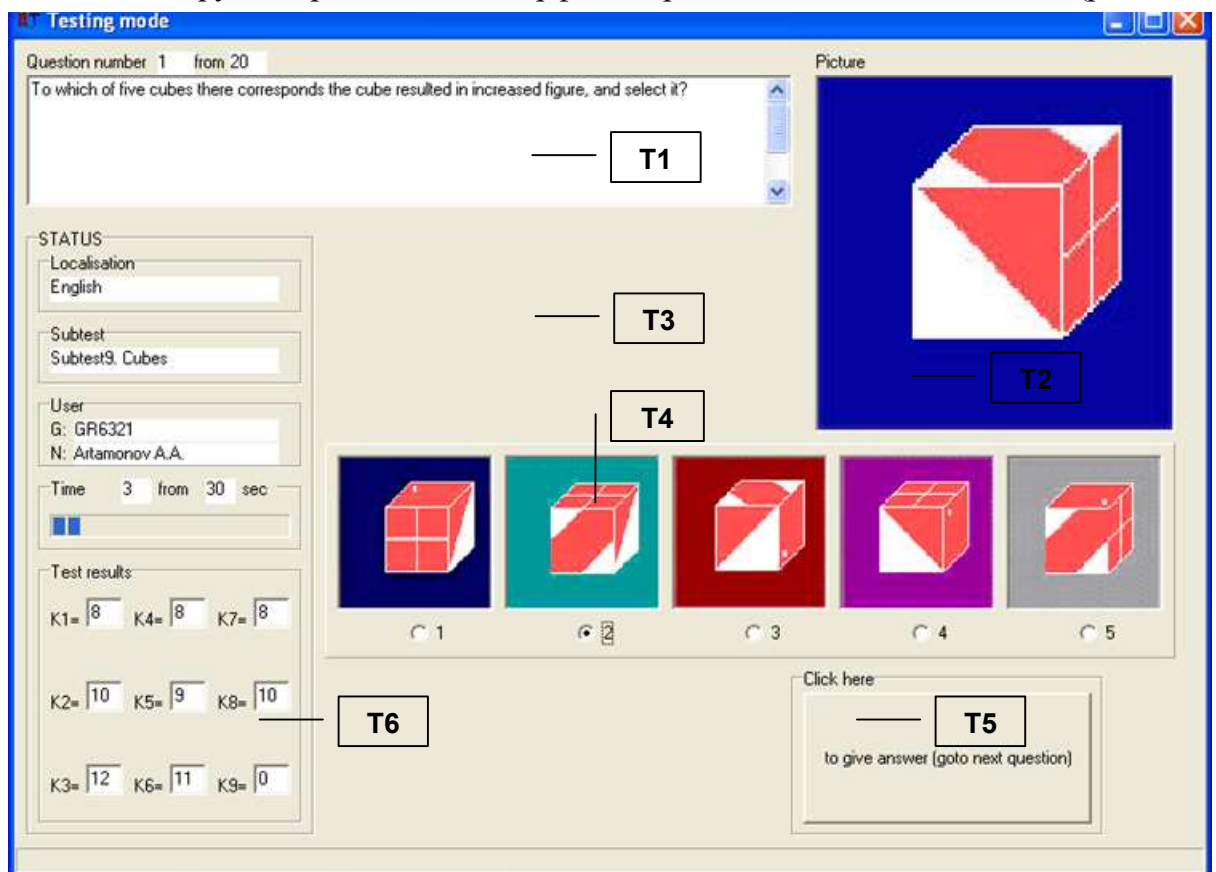 Testing mode
Question number 1 from 20
Picture
To which of five cubes there corresponds the cube resulted in increased figure, and select it?
T1
STATUS
Localisation
English
T3
Subtest
Subtest9. Cubes
T2
User
G: GR6321
N: Artamonov A.A.
T4
Time 3 from 30 sec
Test results
K1= 8 K4= 8 K7= 8
1 2 3 4 5
Click here
K2= 10 K5= 9 K8= 10
T6
T5
to give answer (goto next question)
K3= 12 K6= 11 K9= 0